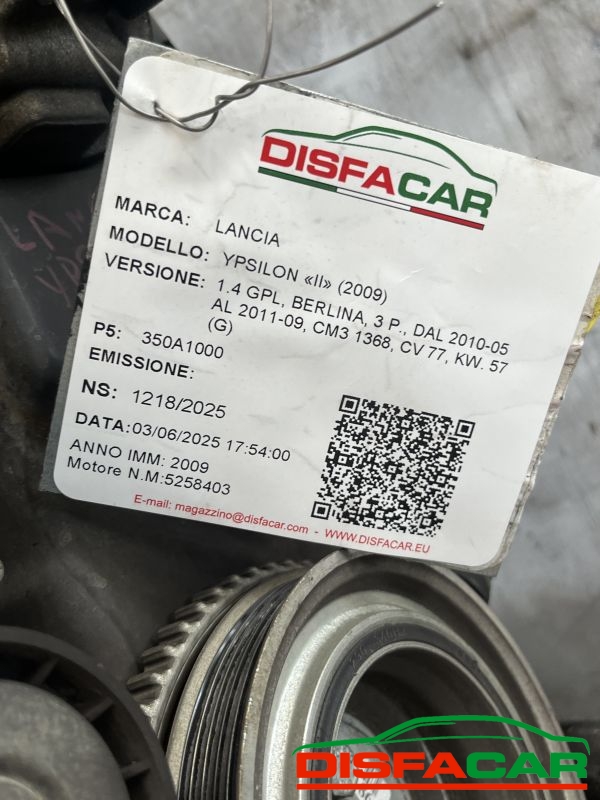 DISFACAR
MARCA: LANCIA
MODELLO: YPSILON «II» (2009)
VERSIONE: 1.4 GPL, BERLINA, 3 P., DAL 2010-05
AL 2011-09, CM3 1368, CV 77, KW. 57
(G)
P5: 350A1000
EMISSIONE:
NS: 1218/2025
DATA:03/06/2025 17:54:00
ANNO IMM: 2009
Motore N.M:5258403
E-mail: magazzino@disfacar.com - WWW.DISFACAR.EU
DISFACAR